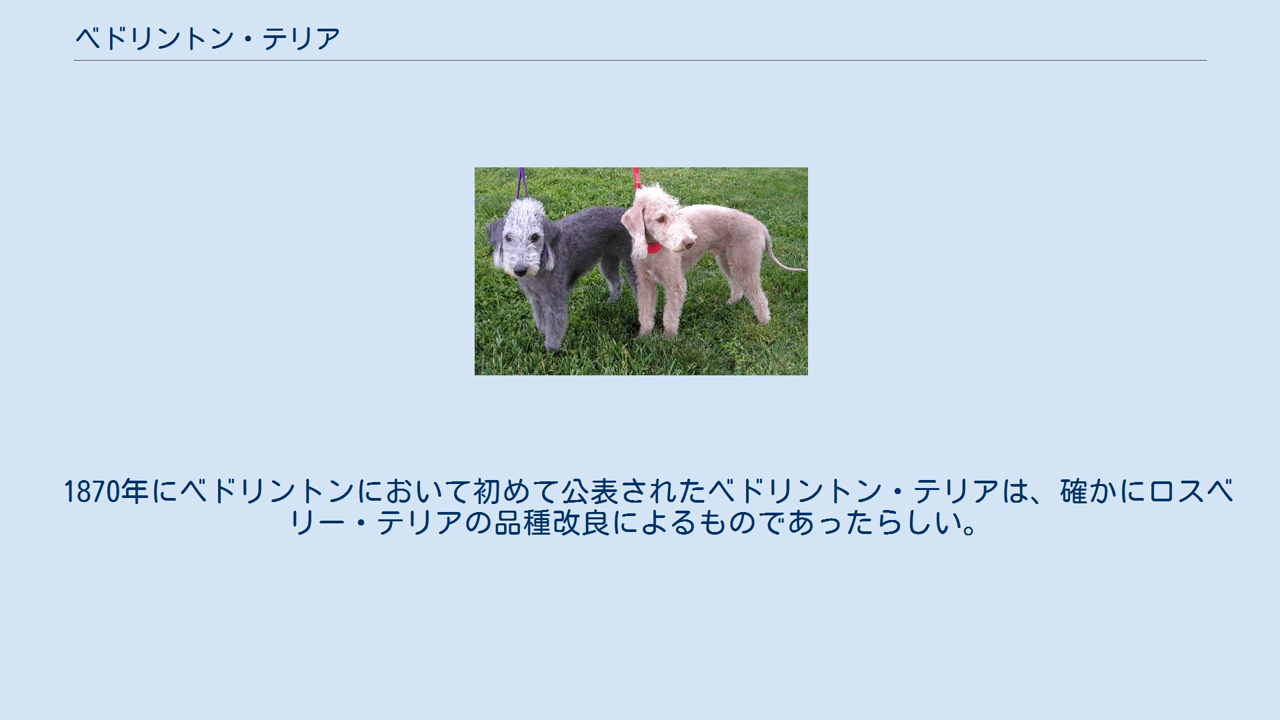 ベドリントン・テリア
1870年にベドリントンにおいて初めて公表されたベドリントン・テリアは、確かにロスベ
リー・テリアの品種改良によるものであったらしい。